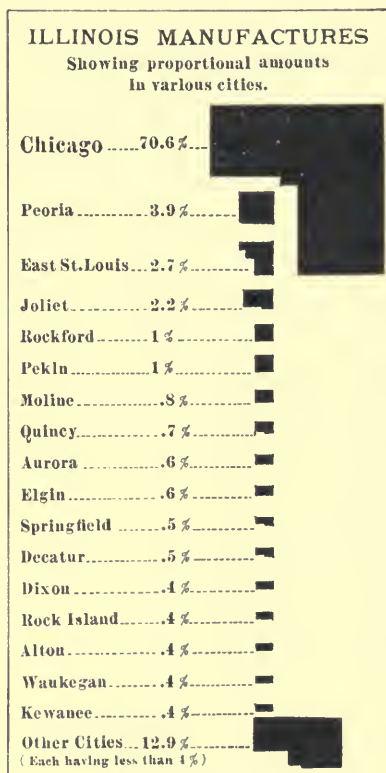 ILLINOIS MANUFACTURES
Showing proportional amounts
In various cities.
Chicago 70.6%
Peoria 3.9%
East St.Louis 2.7%
Joliet 2.2%
Rockford 1%
Pekin 1%
Moline .8%
Quincy .7%
Aurora .6%
Elgin .6%
Springfield .5%
Decatur .5%
Dixon .4%
Rock Island .4%
Alton .4%
Waukegan .4%
Kewanee .4%
Other Cities 12.9%
( Each having less than 4%)